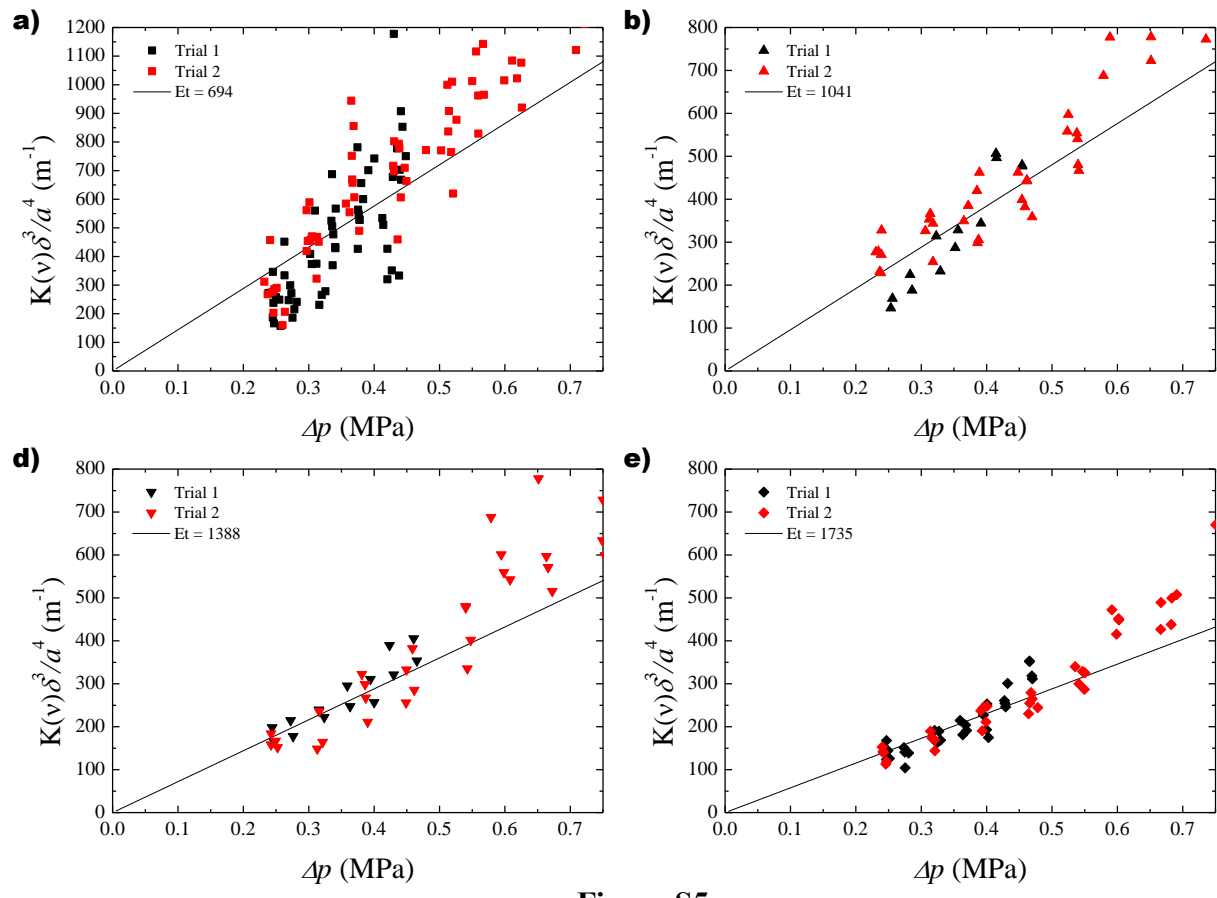 a)
1200
1100
1000
900
800
700
600
500
400
300
200
100
0
K(ν)δ³/a⁴ (m⁻¹)
Trial 1
Trial 2
Et = 694
0.0 0.1 0.2 0.3 0.4 0.5 0.6 0.7
Δp (MPa)
b)
800
700
600
500
400
300
200
100
0
K(ν)δ³/a⁴ (m⁻¹)
Trial 1
Trial 2
Et = 1041
0.0 0.1 0.2 0.3 0.4 0.5 0.6 0.7
Δp (MPa)
d)
800
700
600
500
400
300
200
100
0
K(ν)δ³/a⁴ (m⁻¹)
Trial 1
Trial 2
Et = 1388
0.0 0.1 0.2 0.3 0.4 0.5 0.6 0.7
Δp (MPa)
e)
800
700
600
500
400
300
200
100
0
K(ν)δ³/a⁴ (m⁻¹)
Trial 1
Trial 2
Et = 1735
0.0 0.1 0.2 0.3 0.4 0.5 0.6 0.7
Δp (MPa)